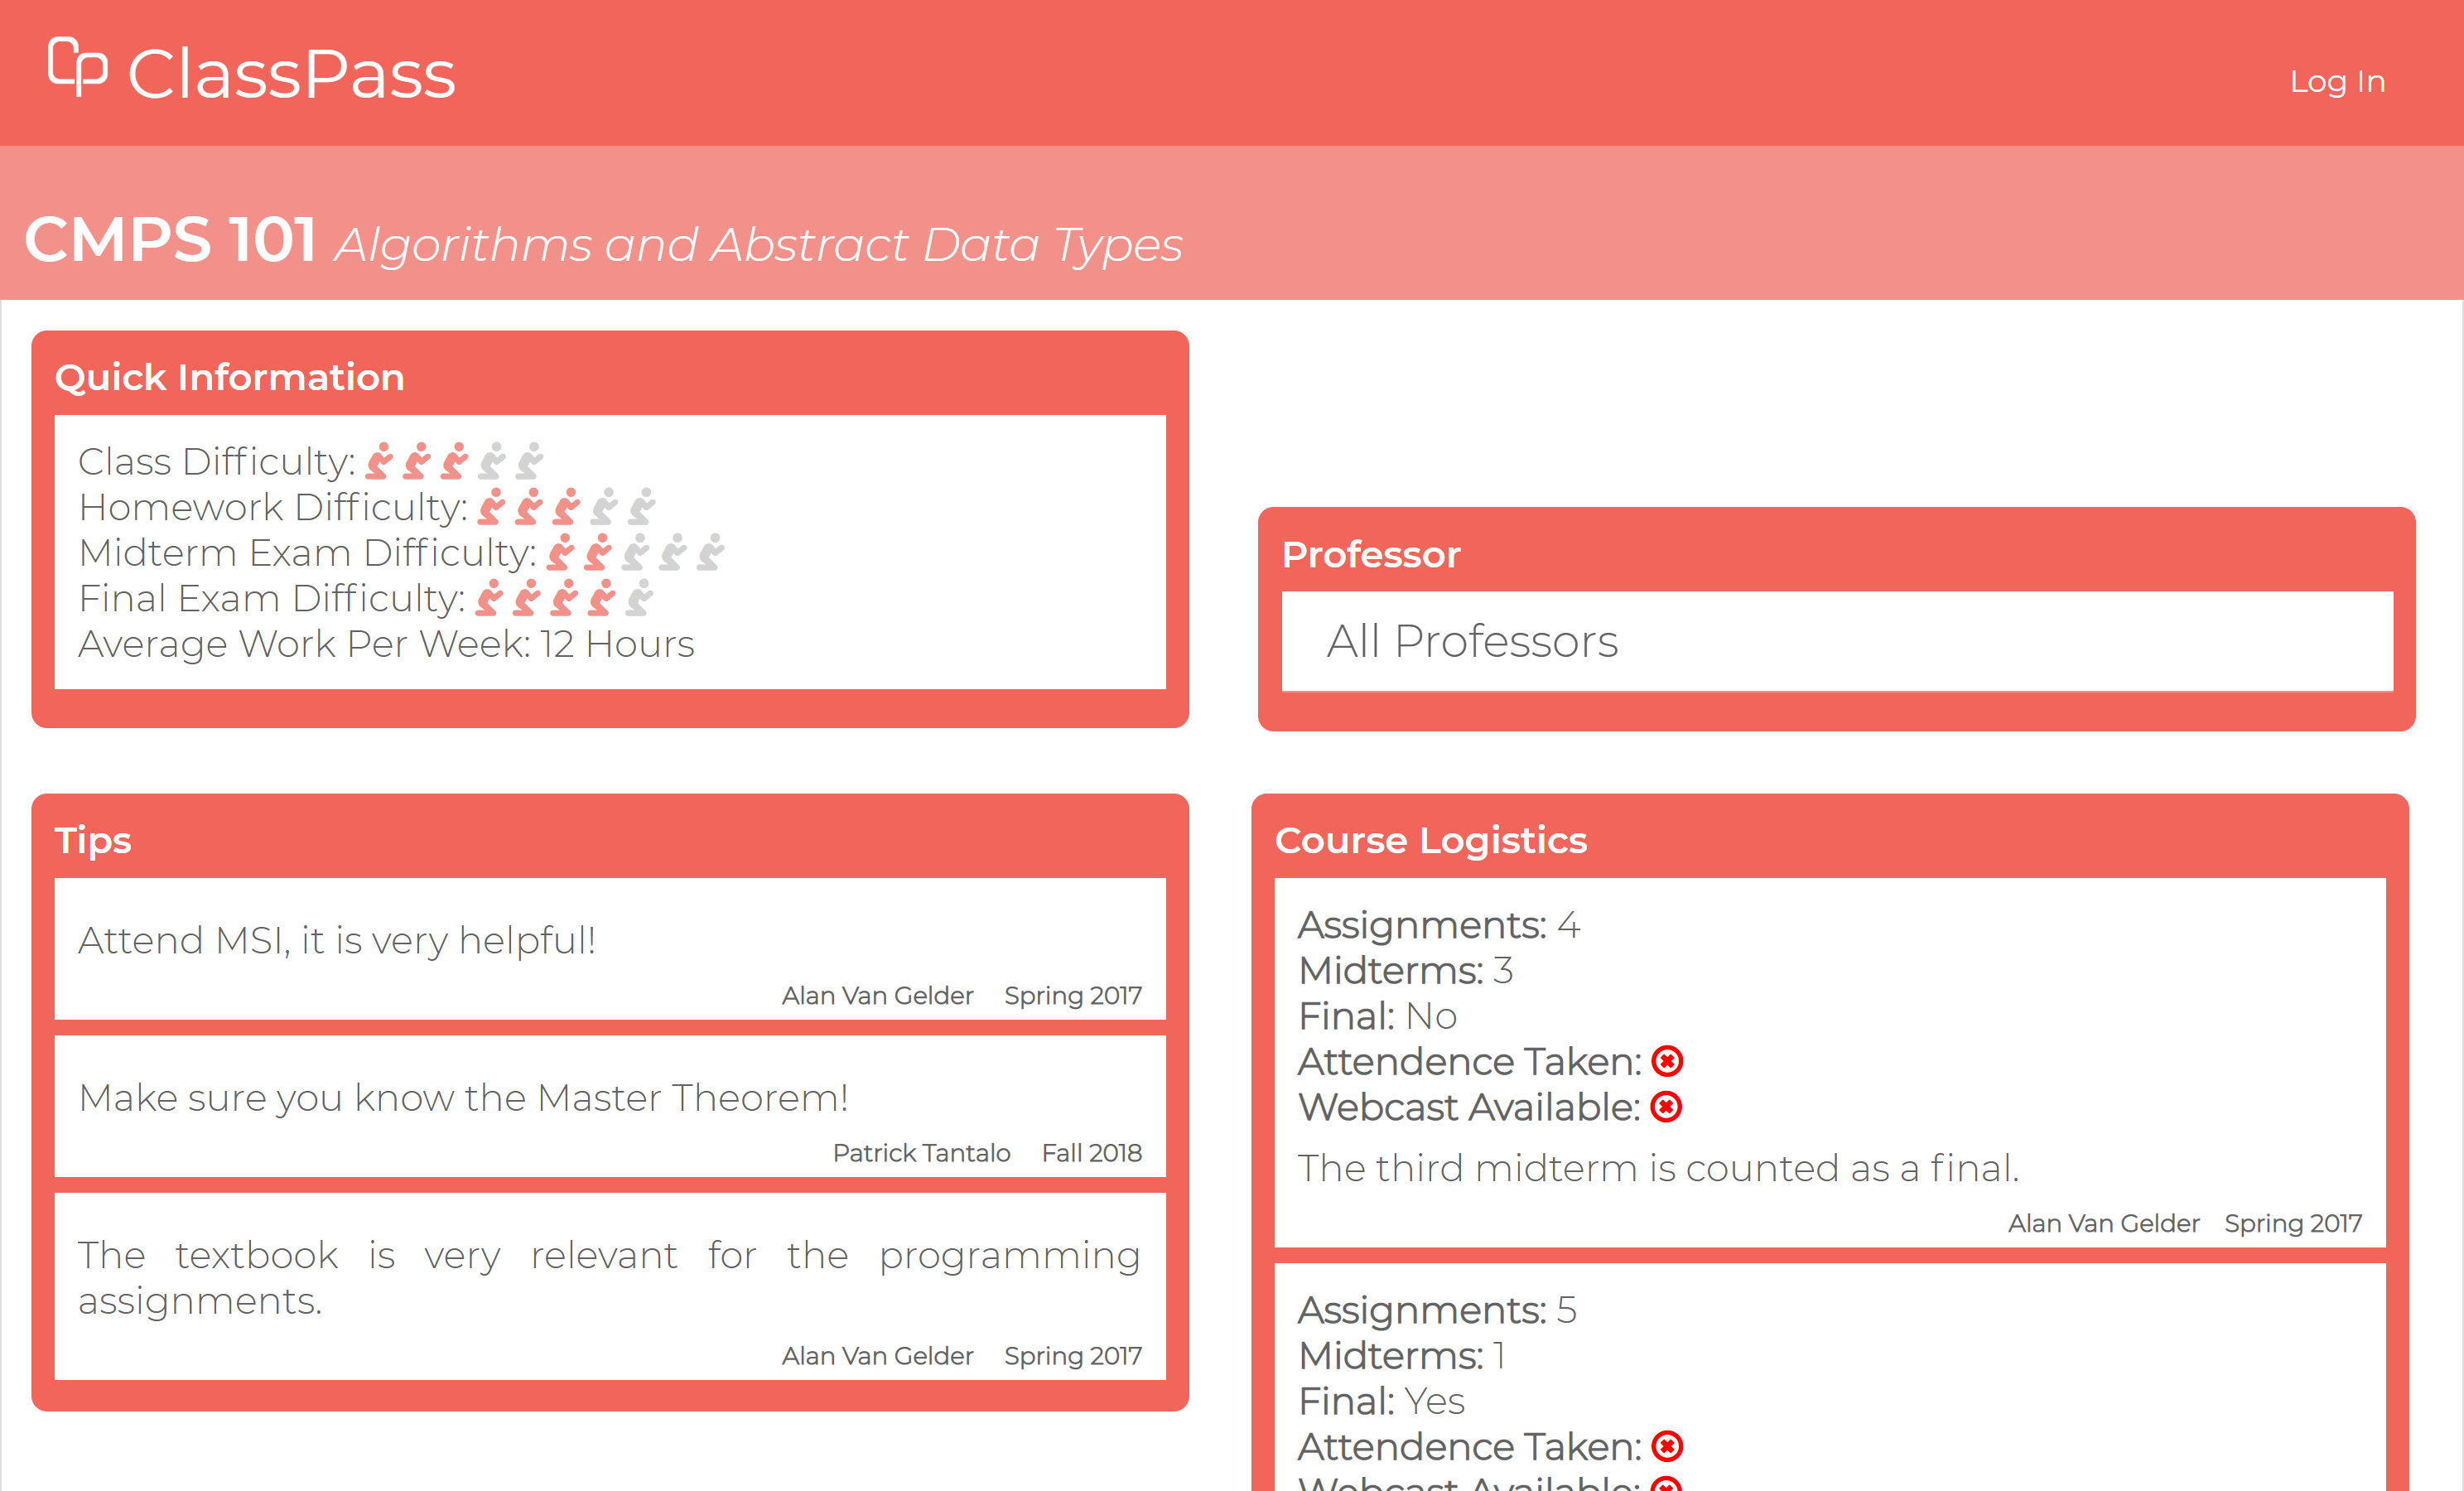 ClassPass
Log In
CMPS 101 Algorithms and Abstract Data Types
Quick Information
Class Difficulty:
Homework Difficulty:
Midterm Exam Difficulty:
Final Exam Difficulty:
Average Work Per Week: 12 Hours
Professor
All Professors
Tips
Attend MSI, it is very helpful!
Alan Van Gelder Spring 2017
Make sure you know the Master Theorem!
Patrick Tantalo Fall 2018
The textbook is very relevant for the programming
assignments.
Alan Van Gelder Spring 2017
Course Logistics
Assignments: 4
Midterms: 3
Final: No
Attendence Taken:
Webcast Available:
The third midterm is counted as a final.
Alan Van Gelder Spring 2017
Assignments: 5
Midterms: 1
Final: Yes
Attendence Taken:
Webcast Available: